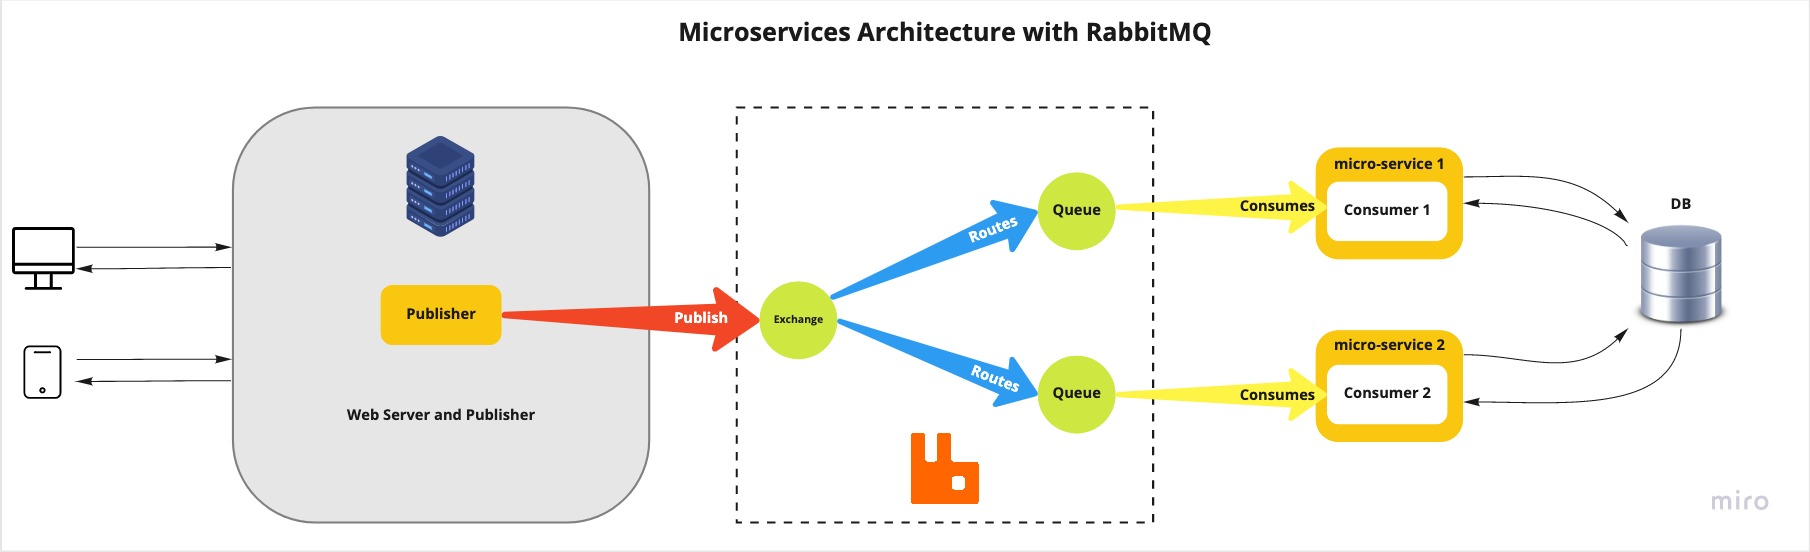 Microservices Architecture with RabbitMQ
Publisher
Web Server and Publisher
Publish
Exchange
Routes
Routes
Queue
Queue
Consumes
Consumes
micro-service 1
Consumer 1
micro-service 2
Consumer 2
DB
miro